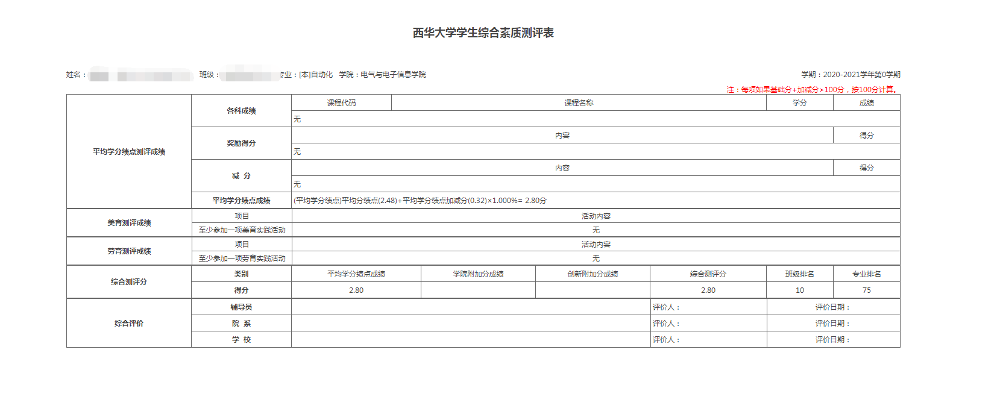 西华大学学生综合素质测评表
姓名： 班级： 专业：[本]自动化 学院：电气与电子信息学院 学期：2020-2021学年第0学期
注：每项如果基础分+加减分>100分，按100分计算。
平均学分绩点测评成绩 各科成绩 课程代码 课程名称 学分 成绩
无
奖励得分 内容 得分
无
减 分 内容 得分
无
平均学分绩点成绩 (平均学分绩点)平均分绩点(2.48)+平均学分绩点加减分(0.32)×1.000%= 2.80分
美育测评成绩 项目 活动内容
至少参加一项美育实践活动 无
劳育测评成绩 项目 活动内容
至少参加一项劳育实践活动 无
综合测评分 类别 平均学分绩点成绩 学院附加分成绩 创新附加分成绩 综合测评分 班级排名 专业排名
得分 2.80 2.80 10 75
综合评价 辅导员 评价人： 评价日期：
院 系 评价人： 评价日期：
学 校 评价人： 评价日期：